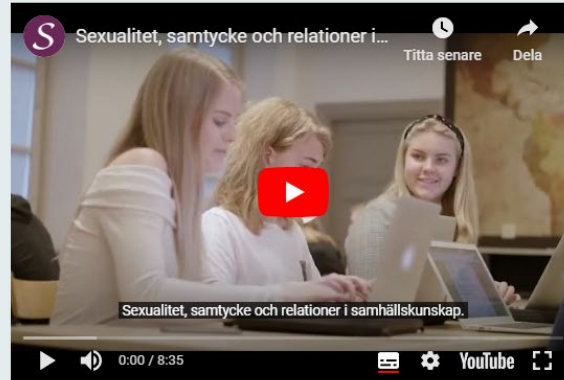 S
Sexualitet, samtycke och relationer i...
Titta senare
Dela
Sexualitet, samtycke och relationer i samhällskunskap.
0:00 / 8:35
YouTube